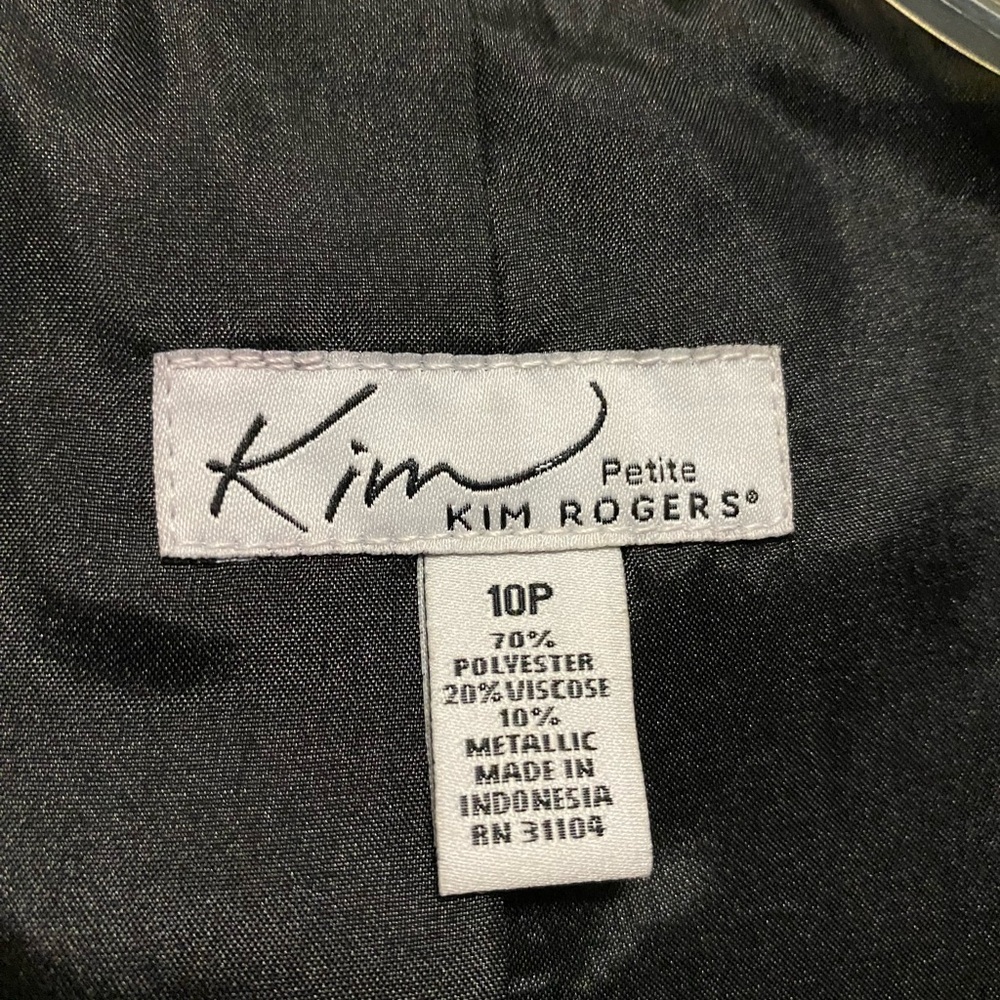 Kim
Petite
KIM ROGERS®
10P
70%
POLYESTER
20% VISCOSE
10%
METALLIC
MADE IN
INDONESIA
RN 31104